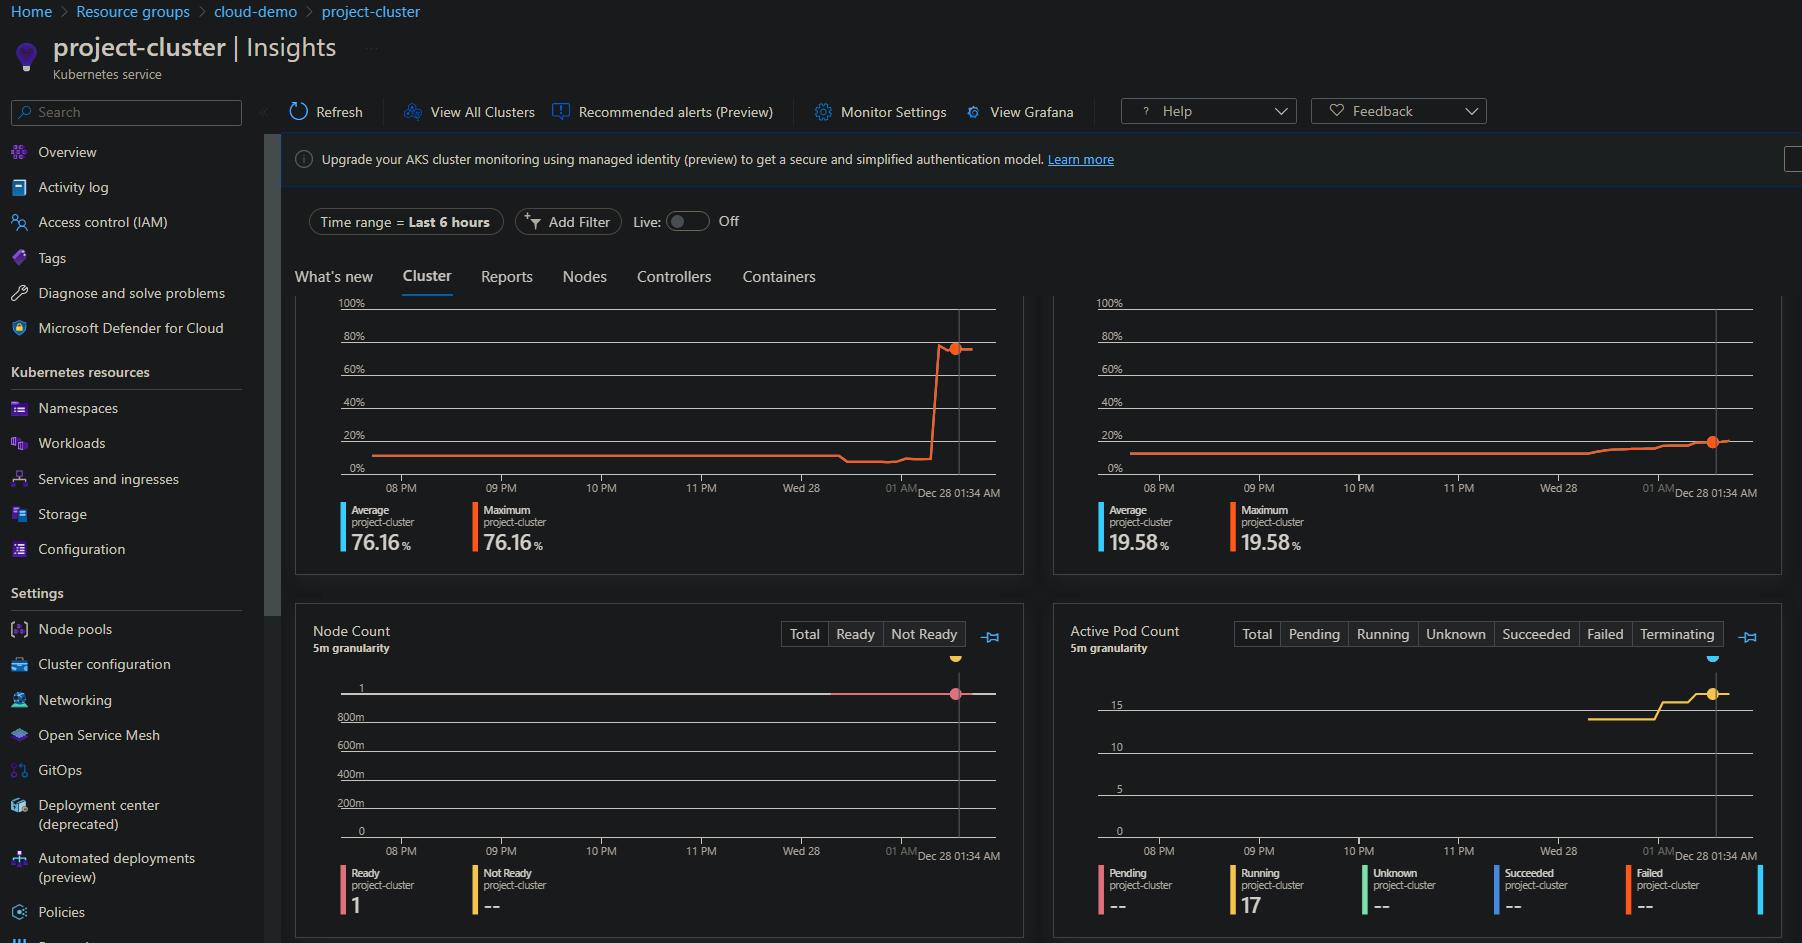 Home > Resource groups > cloud-demo > project-cluster
project-cluster | Insights ...
Kubernetes service
Search
Refresh View All Clusters Recommended alerts (Preview) Monitor Settings View Grafana ? Help Feedback
Upgrade your AKS cluster monitoring using managed identity (preview) to get a secure and simplified authentication model. Learn more
Overview
Activity log
Access control (IAM)
Tags
Diagnose and solve problems
Microsoft Defender for Cloud
Kubernetes resources
Namespaces
Workloads
Services and ingresses
Storage
Configuration
Settings
Node pools
Cluster configuration
Networking
Open Service Mesh
GitOps
Deployment center
(deprecated)
Automated deployments
(preview)
Policies
Time range = Last 6 hours Add Filter Live: Off
What's new Cluster Reports Nodes Controllers Containers
100%
80%
60%
40%
20%
0%
08 PM 09 PM 10 PM 11 PM Wed 28 01 AM Dec 28 01:34 AM
Average Maximum
project-cluster project-cluster
76.16 % 76.16 %
100%
80%
60%
40%
20%
0%
08 PM 09 PM 10 PM 11 PM Wed 28 01 AM Dec 28 01:34 AM
Average Maximum
project-cluster project-cluster
19.58 % 19.58 %
Node Count Total Ready Not Ready
5m granularity
1
800m
600m
400m
200m
0
08 PM 09 PM 10 PM 11 PM Wed 28 01 AM Dec 28 01:34 AM
Ready Not Ready
project-cluster project-cluster
1 --
Active Pod Count Total Pending Running Unknown Succeeded Failed Terminating
5m granularity
15
10
5
0
08 PM 09 PM 10 PM 11 PM Wed 28 01 AM Dec 28 01:34 AM
Pending Running Unknown Succeeded Failed
project-cluster project-cluster project-cluster project-cluster project-cluster
-- 17 -- -- --